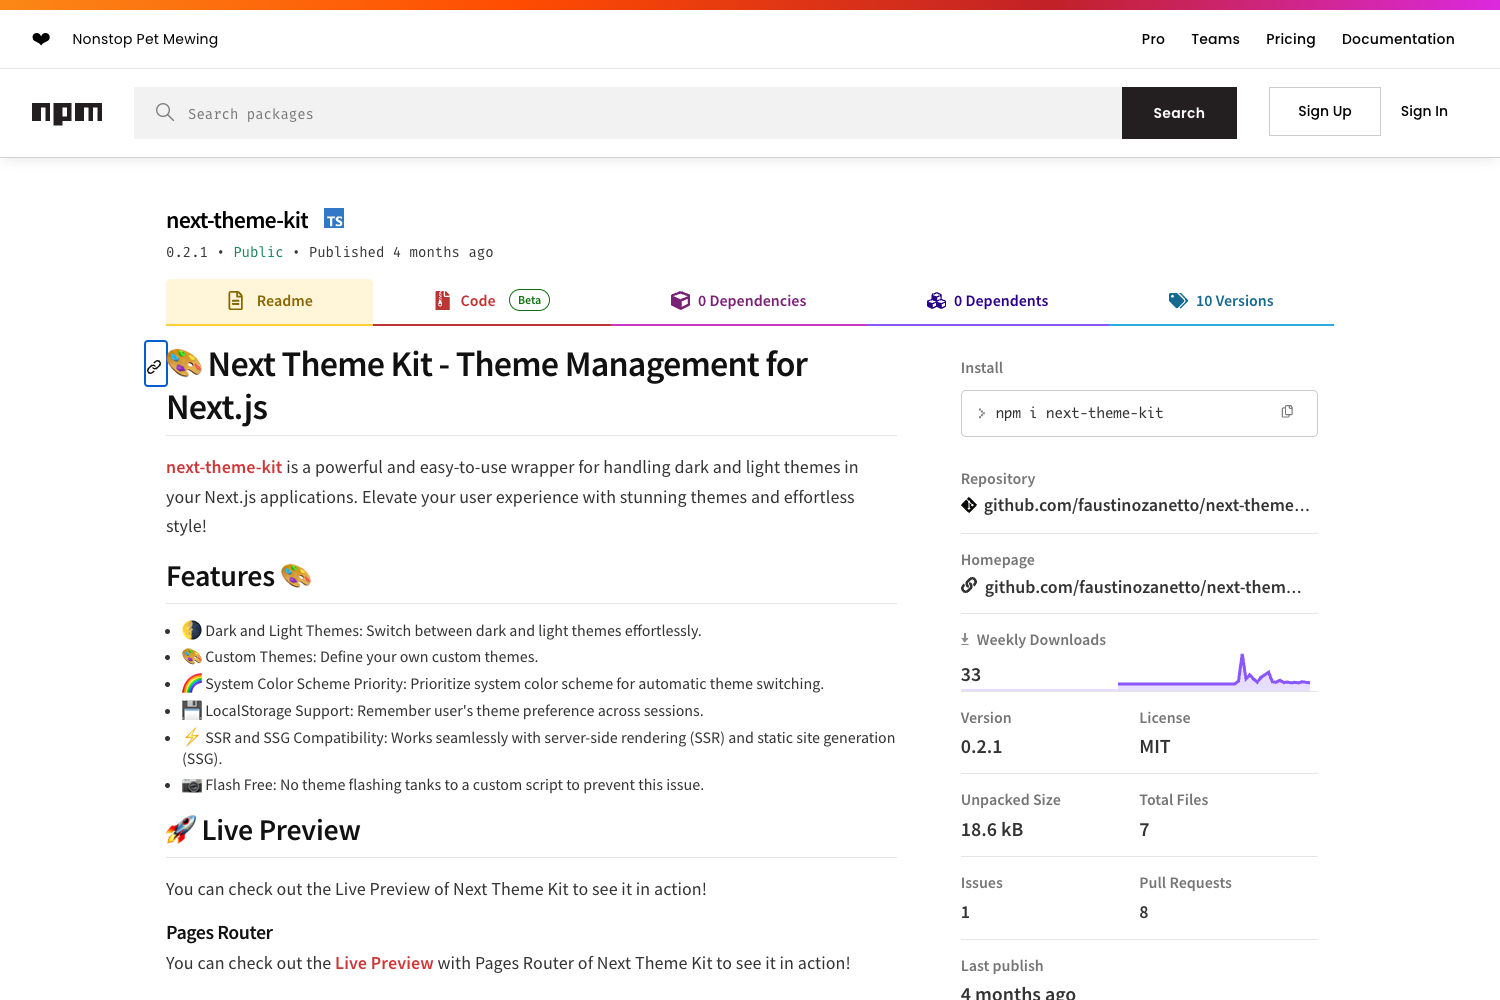 ❤ Nonstop Pet Mewing
Pro Teams Pricing Documentation
npm
Search packages
Search
Sign Up
Sign In
next-theme-kit TS
0.2.1 • Public • Published 4 months ago
Readme
Code Beta
0 Dependencies
0 Dependents
10 Versions
🎨 Next Theme Kit - Theme Management for
Next.js
next-theme-kit is a powerful and easy-to-use wrapper for handling dark and light themes in
your Next.js applications. Elevate your user experience with stunning themes and effortless
style!
Features 🎨
• 🌗 Dark and Light Themes: Switch between dark and light themes effortlessly.
• 🎨 Custom Themes: Define your own custom themes.
• 🌈 System Color Scheme Priority: Prioritize system color scheme for automatic theme switching.
• 💾 LocalStorage Support: Remember user's theme preference across sessions.
• ⚡ SSR and SSG Compatibility: Works seamlessly with server-side rendering (SSR) and static site generation
(SSG).
• 📷 Flash Free: No theme flashing tanks to a custom script to prevent this issue.
🚀 Live Preview
You can check out the Live Preview of Next Theme Kit to see it in action!
Pages Router
You can check out the Live Preview with Pages Router of Next Theme Kit to see it in action!
Install
npm i next-theme-kit
Repository
github.com/faustinozanetto/next-theme…
Homepage
github.com/faustinozanetto/next-them…
Weekly Downloads
33
Version
0.2.1
License
MIT
Unpacked Size
18.6 kB
Total Files
7
Issues
1
Pull Requests
8
Last publish
4 months ago